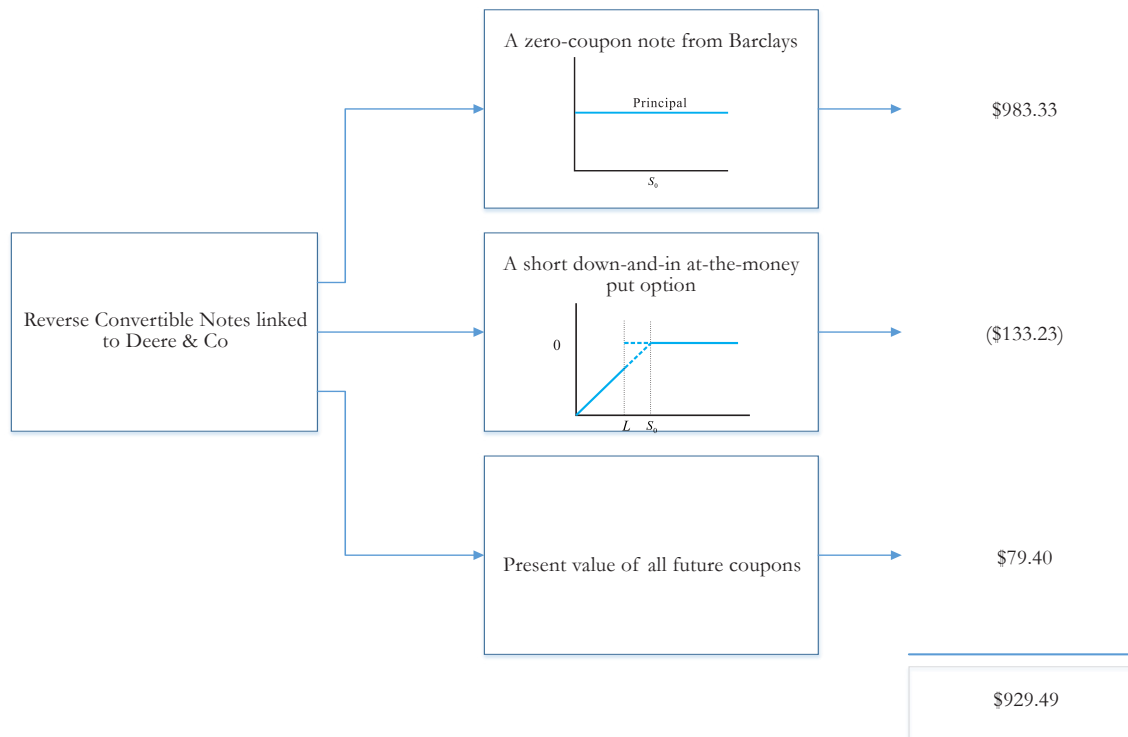 A zero-coupon note from Barclays
Principal
S₀
$983.33
Reverse Convertible Notes linked
to Deere & Co
A short down-and-in at-the-money
put option
0
L S₀
($133.23)
Present value of all future coupons
$79.40
$929.49